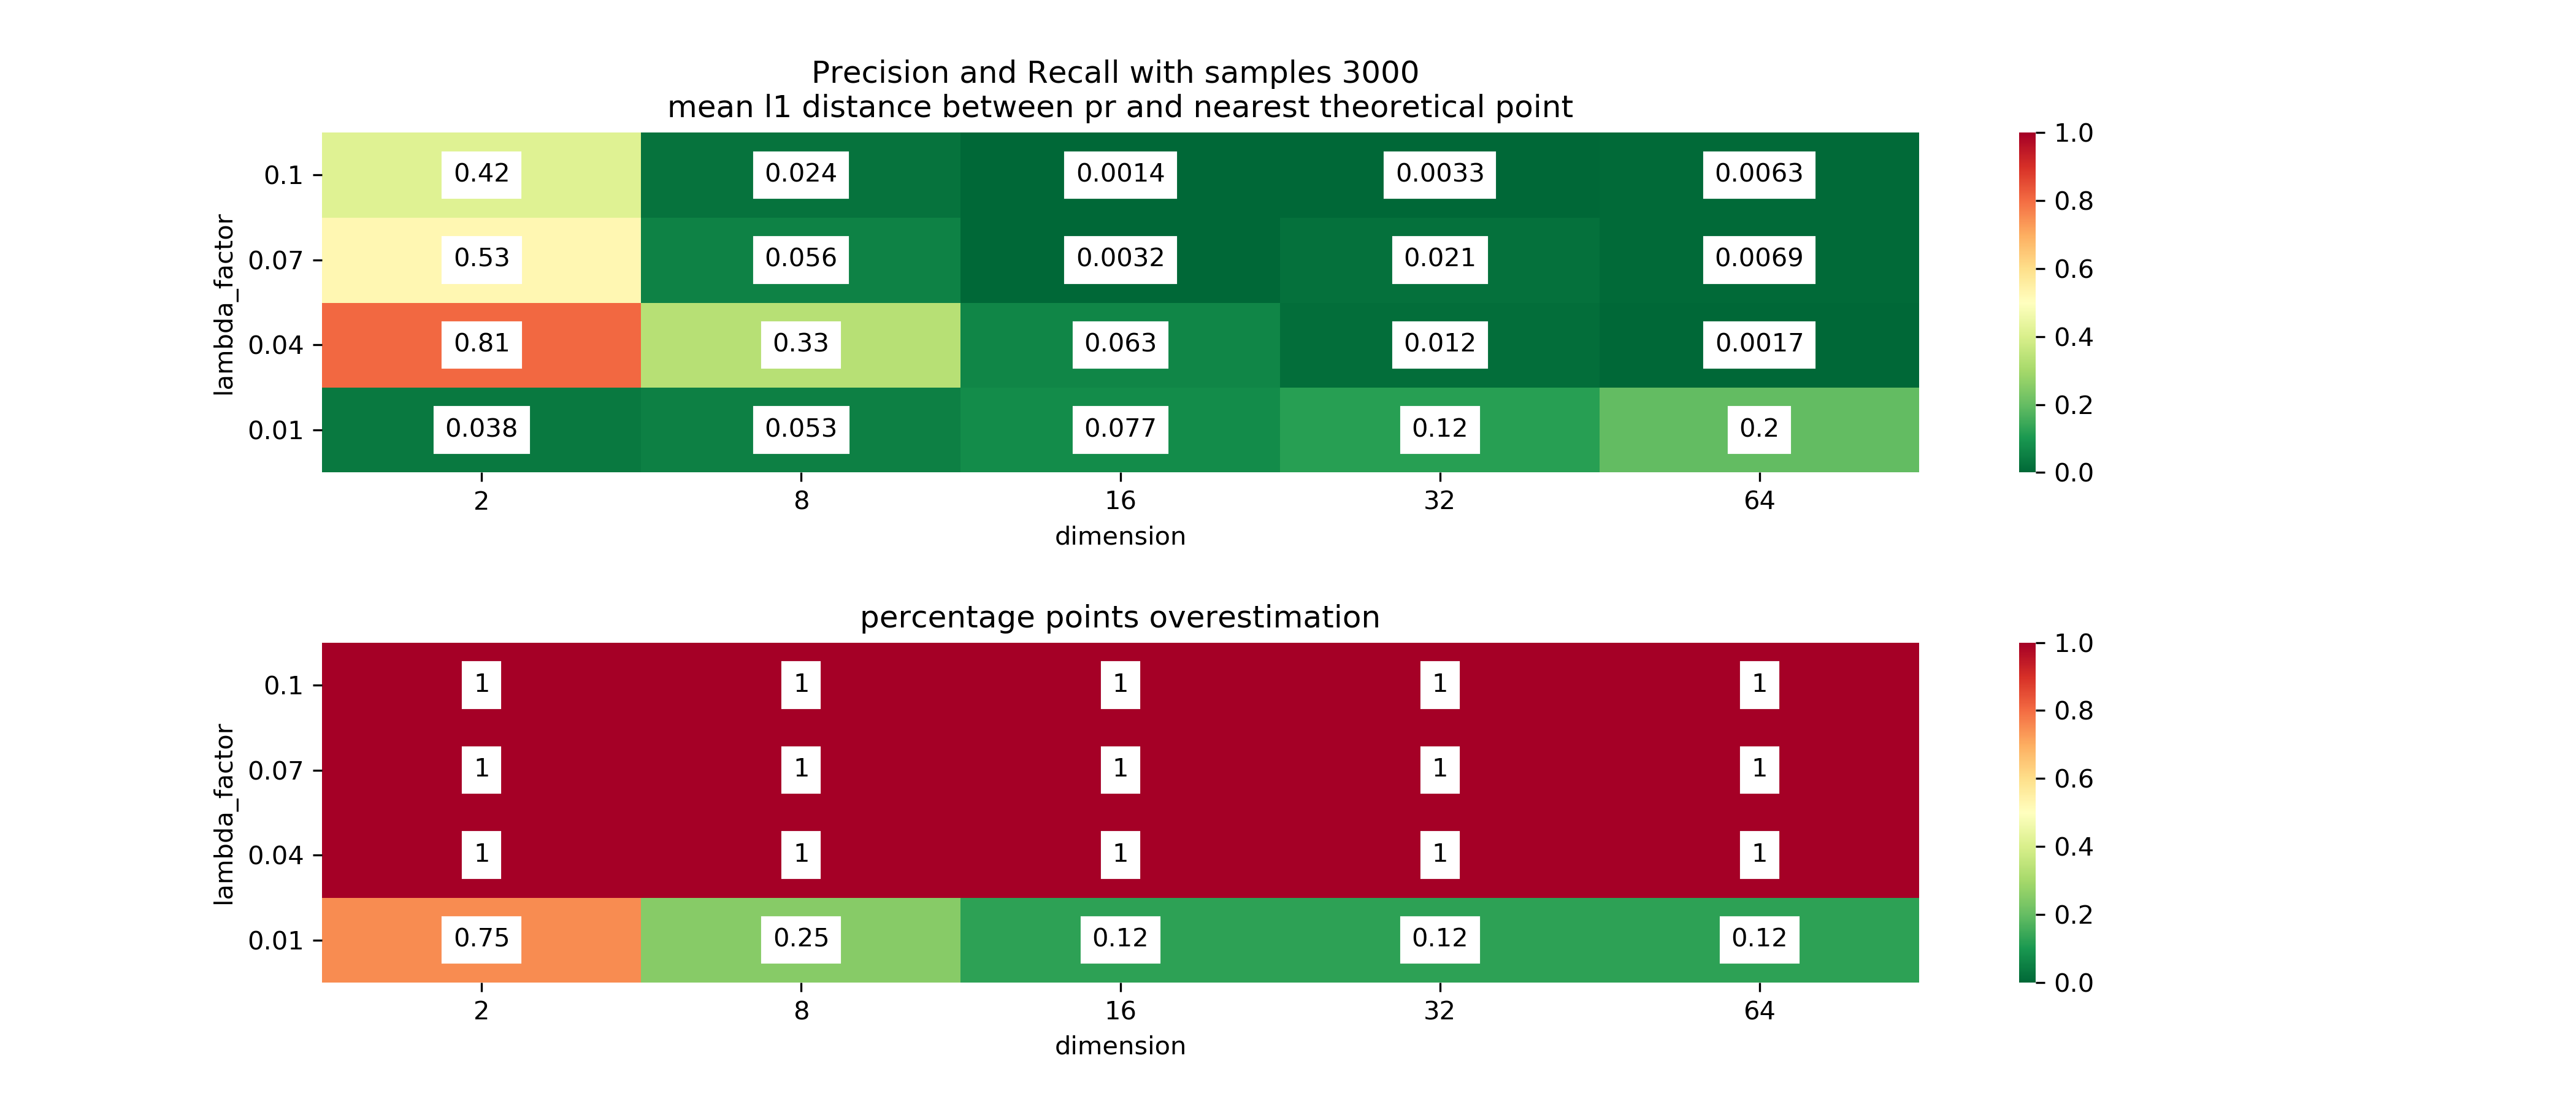 Precision and Recall with samples 3000
mean l1 distance between pr and nearest theoretical point
lambda_factor
0.1 0.42 0.024 0.0014 0.0033 0.0063
0.07 0.53 0.056 0.0032 0.021 0.0069
0.04 0.81 0.33 0.063 0.012 0.0017
0.01 0.038 0.053 0.077 0.12 0.2
2 8 16 32 64
dimension
1.0
0.8
0.6
0.4
0.2
0.0
percentage points overestimation
lambda_factor
0.1 1 1 1 1 1
0.07 1 1 1 1 1
0.04 1 1 1 1 1
0.01 0.75 0.25 0.12 0.12 0.12
2 8 16 32 64
dimension
1.0
0.8
0.6
0.4
0.2
0.0